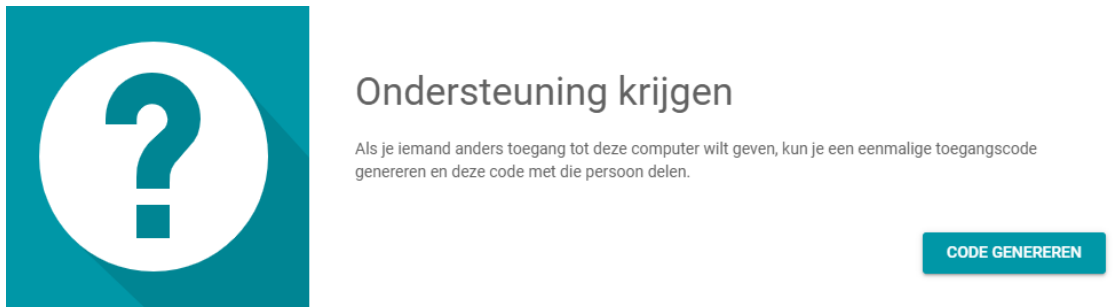 Ondersteuning krijgen
Als je iemand anders toegang tot deze computer wilt geven, kun je een eenmalige toegangscode
genereren en deze code met die persoon delen.
CODE GENEREREN